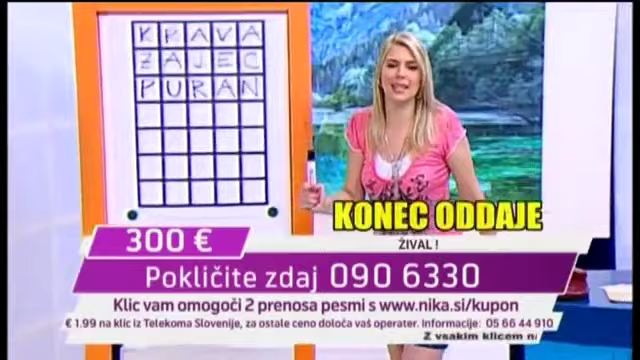 KRAVA
ZAJEC
PURAN
KONEC ODDAJE
300 €
ŽIVAL !
Pokličite zdaj 090 6330
Klic vam omogoči 2 prenosa pesmi s www.nika.si/kupon
€ 1.99 na klic iz Telekoma Slovenije, za ostale ceno določa vaš operater. Informacije: 05 66 44 910
Z vsakim klicem